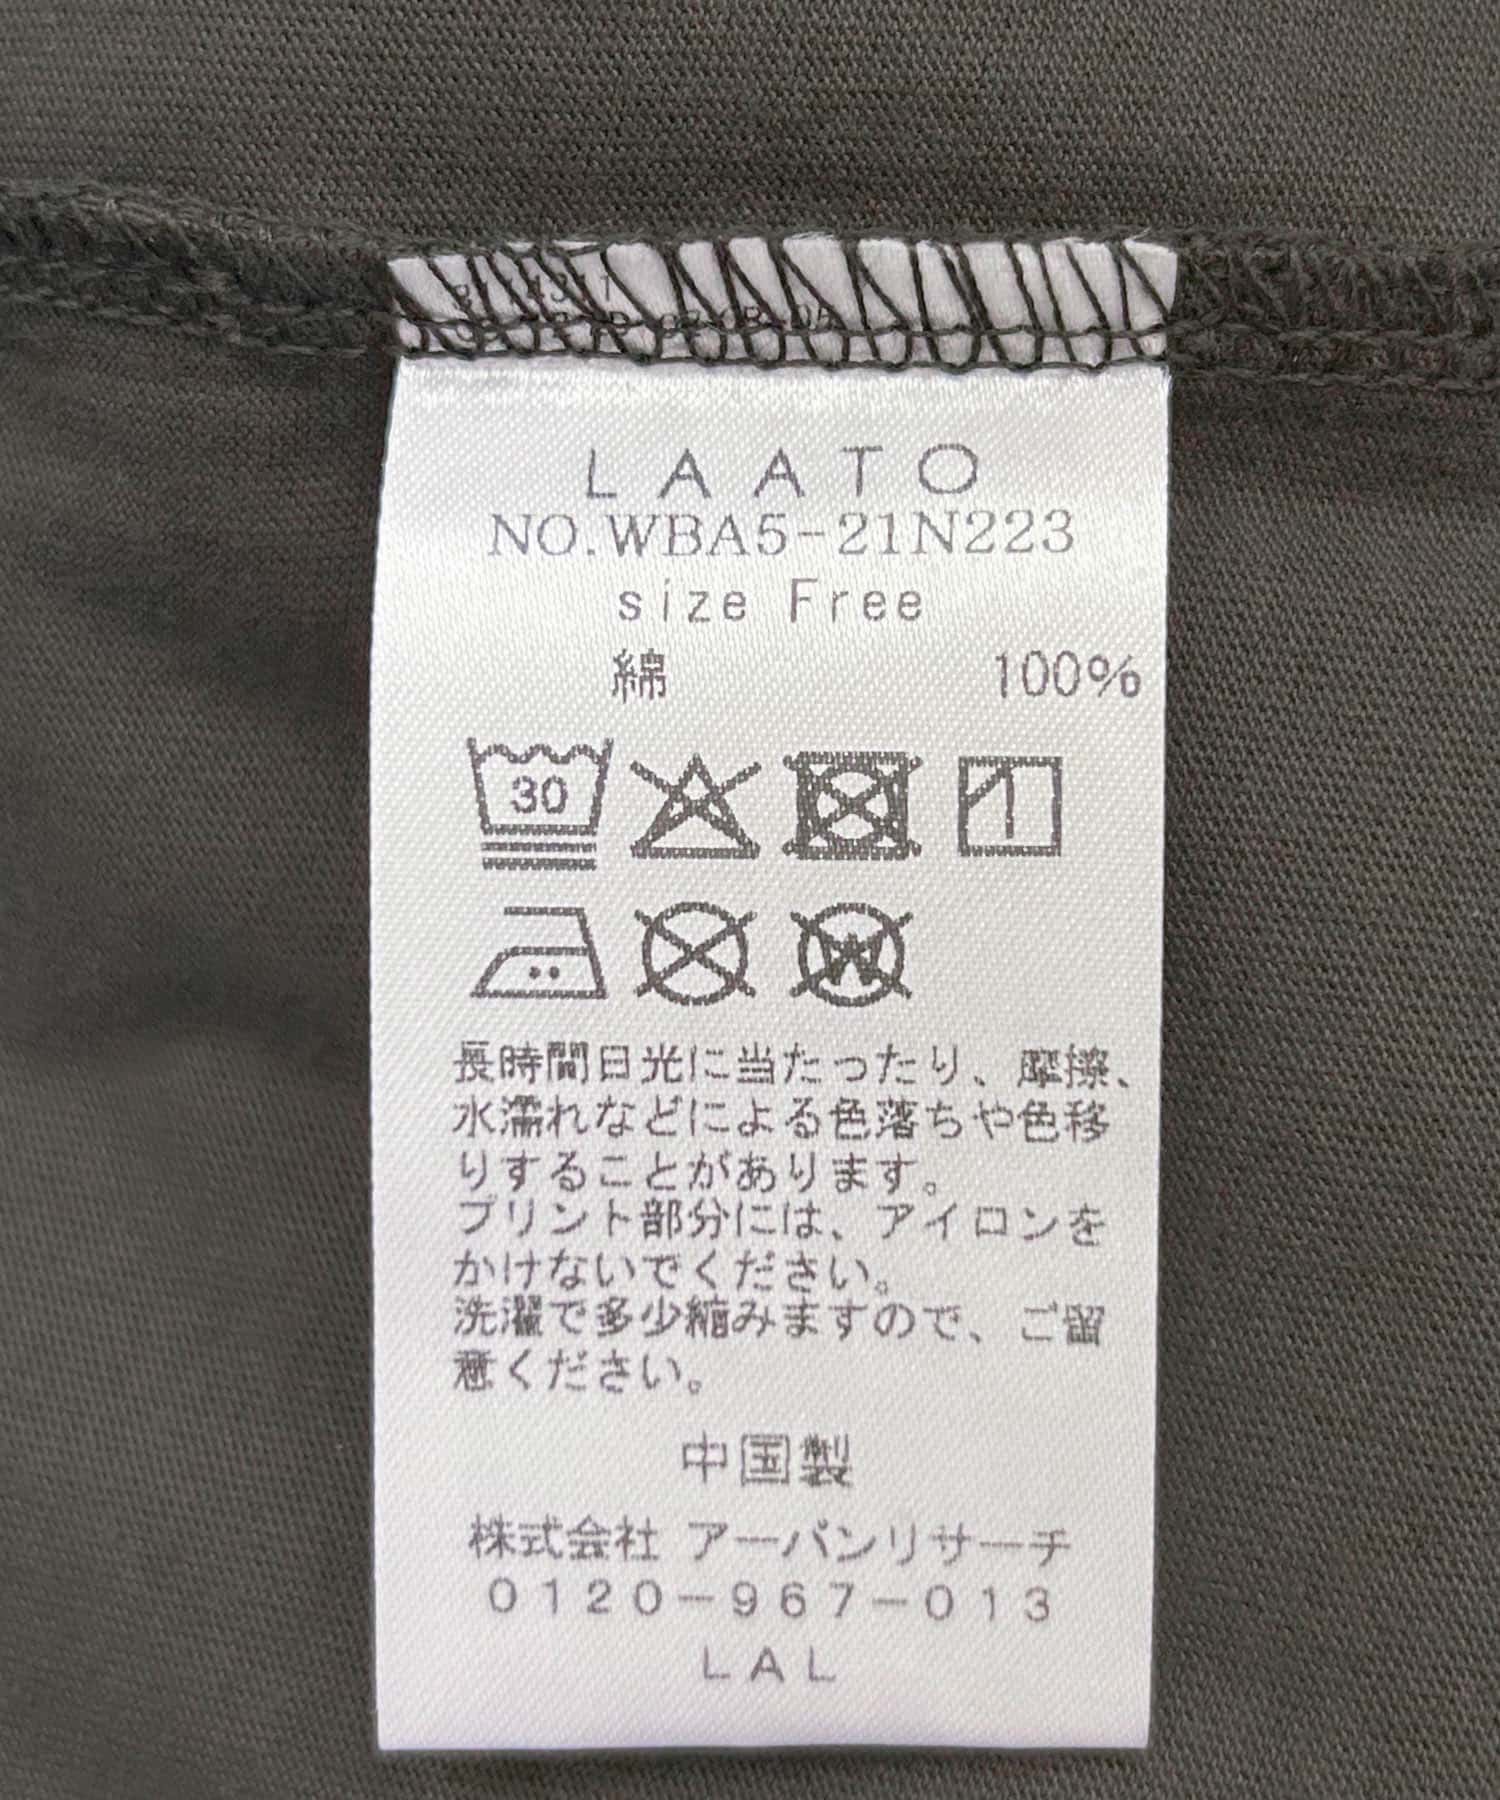 LAATO
NO.WBA5-21N223
size Free
綿 100%
30
長時間日光に当たったり、摩擦、
水濡れなどによる色落ちや色移
りすることがあります。
プリント部分には、アイロンを
かけないでください。
洗濯で多少縮みますので、ご留
意ください。
中国製
株式会社 アーバンリサーチ
0120-967-013
LAL